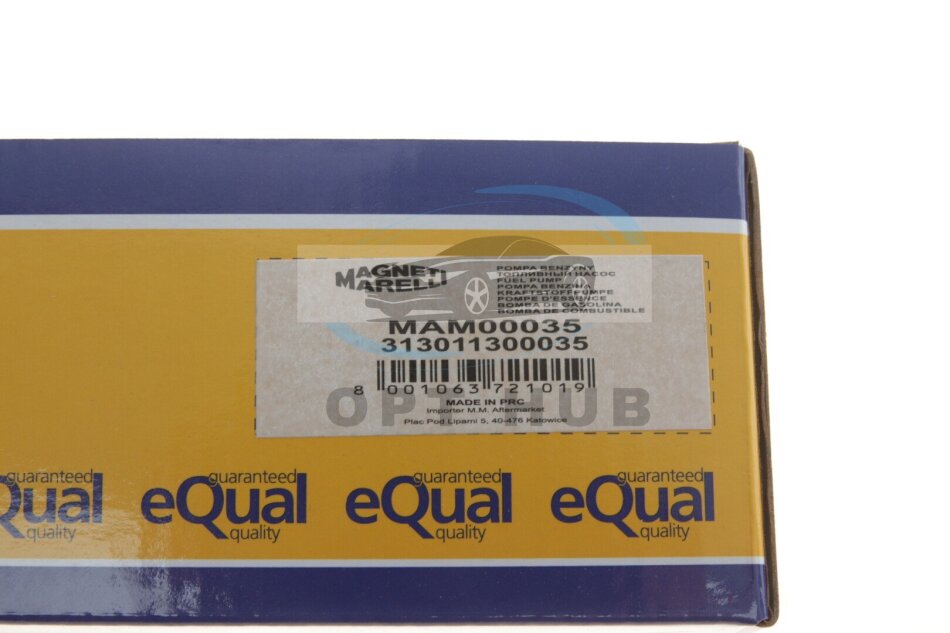 MAGNETI
MARELLI
POMPA BENZYNY
ТОПЛИВНЫЙ НАСОС
FUEL PUMP
POMPA BENZINA
KRAFTSTOFFPUMPE
POMPE D'ESSENCE
BOMBA DE GASOLINA
BOMBA DE COMBUSTIBLE
MAM00035
313011300035
8 001063 721019
MADE IN PRC
Importer M.M. Aftermarket
Plac Pod Lipami 5, 40-476 Katowice
OPT HUB
guaranteed guaranteed guaranteed guaranteed
eQual eQual eQual eQual
quality quality quality quality